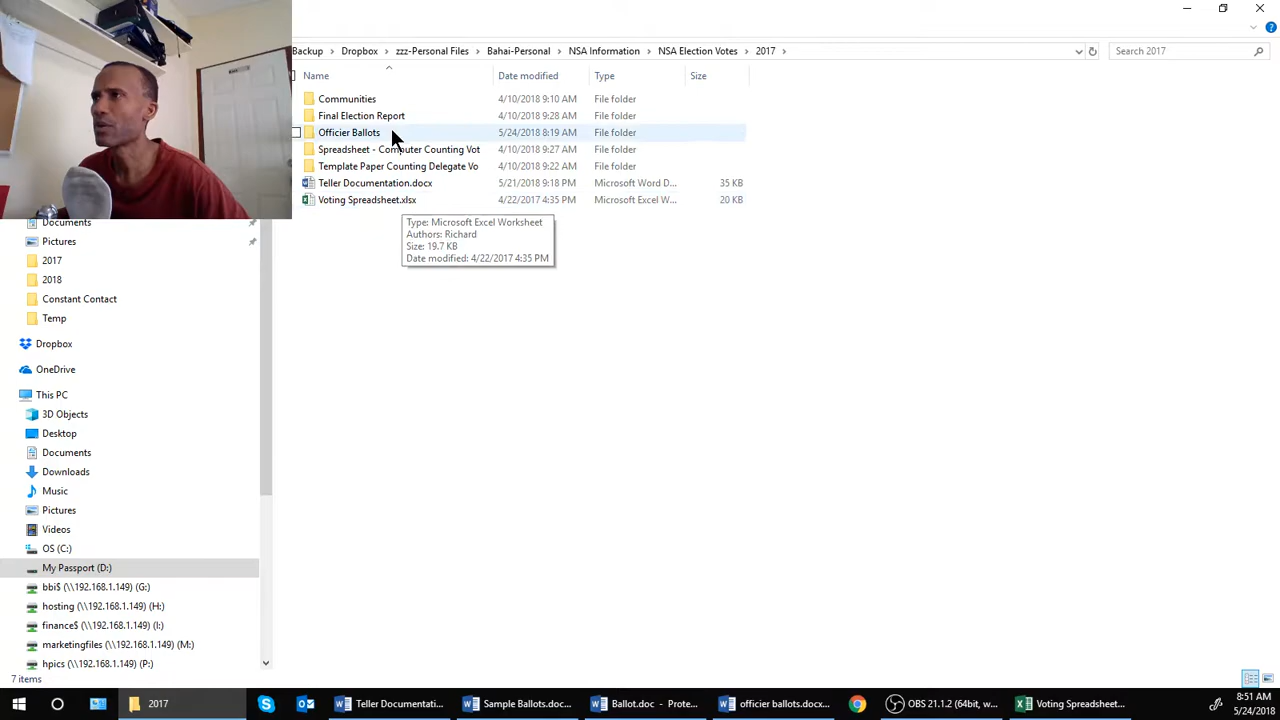 Backup > Dropbox > zzz-Personal Files > Bahai-Personal > NSA Information > NSA Election Votes > 2017 >
Search 2017
Name Date modified Type Size
Communities 4/10/2018 9:10 AM File folder
Final Election Report 4/10/2018 9:28 AM File folder
Officier Ballots 5/24/2018 8:19 AM File folder
Spreadsheet - Computer Counting Vot 4/10/2018 9:27 AM File folder
Template Paper Counting Delegate Vo 4/10/2018 9:22 AM File folder
Teller Documentation.docx 5/21/2018 9:18 PM Microsoft Word D... 35 KB
Voting Spreadsheet.xlsx 4/22/2017 4:35 PM Microsoft Excel W... 20 KB
Type: Microsoft Excel Worksheet
Authors: Richard
Size: 19.7 KB
Date modified: 4/22/2017 4:35 PM
Documents
Pictures
2017
2018
Constant Contact
Temp
Dropbox
OneDrive
This PC
3D Objects
Desktop
Documents
Downloads
Music
Pictures
Videos
OS (C:)
My Passport (D:)
bbi$ (\\192.168.1.149) (G:)
hosting (\\192.168.1.149) (H:)
finance$ (\\192.168.1.149) (I:)
marketingfiles (\\192.168.1.149) (M:)
hpics (\\192.168.1.149) (P:)
7 items
2017
Teller Documentati...
Sample Ballots.doc...
Ballot.doc - Prote...
officier ballots.docx...
OBS 21.1.2 (64bit, w...
Voting Spreadsheet...
8:51 AM
5/24/2018